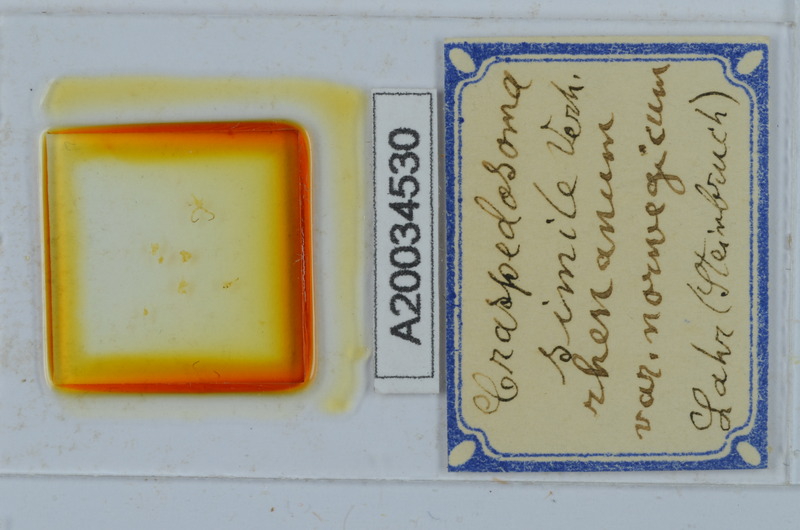 A20034530
Craspedosoma
simile Verh.
rhenanum
var. norwegicum
Lahr (Steinbruch)